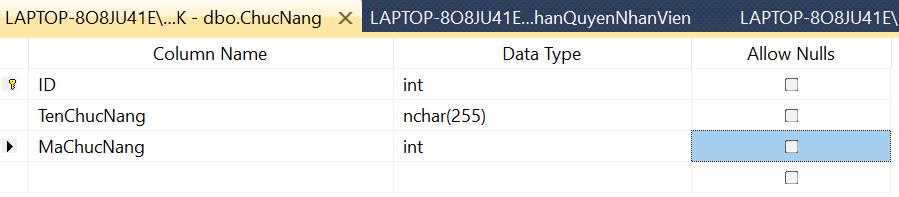 LAPTOP-8O8JU41E\...K - dbo.ChucNang LAPTOP-8O8JU41E...hanQuyenNhanVien LAPTOP-8O8JU41E\
Column Name Data Type Allow Nulls
ID int
TenChucNang nchar(255)
MaChucNang int